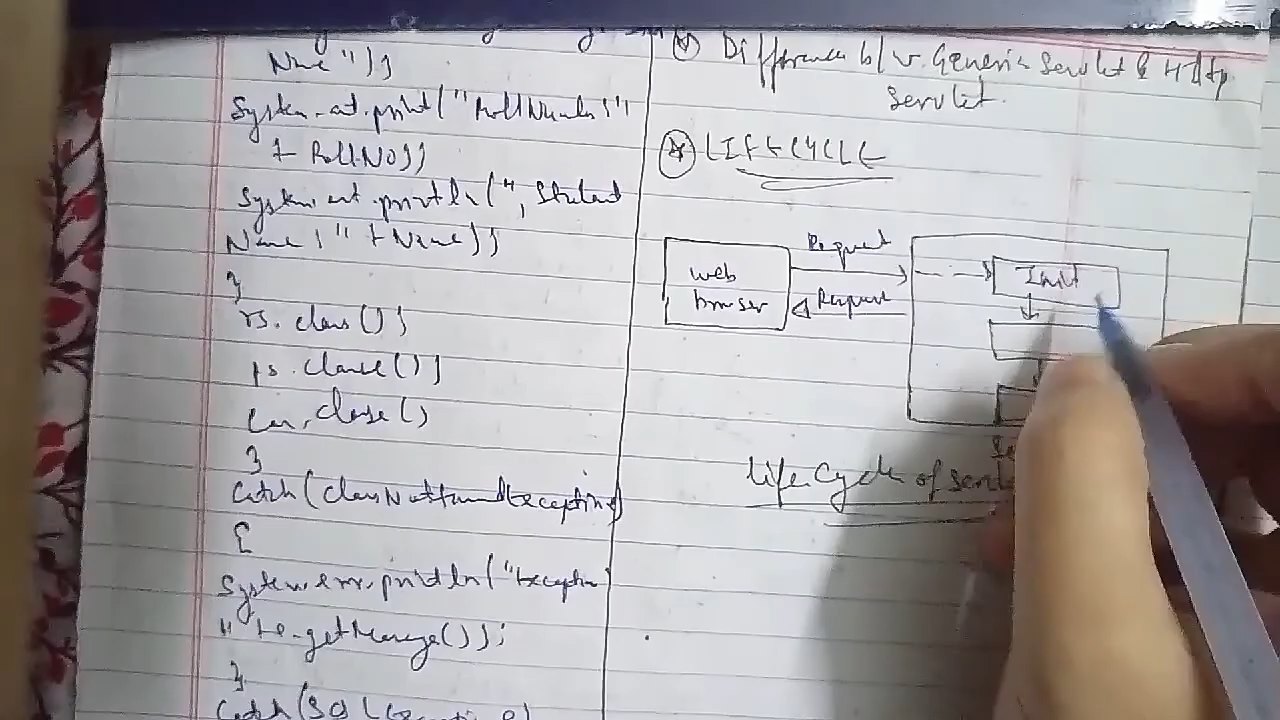 Name"));
System.out.print("RollNumber:"
+ RollNo))
System.out.println(", Student
Name:" + Name));
}
rs.close();
ps.close();
con.close()
}
Catch (ClassNotFoundException e)
{
System.err.println("Exception
" + e.getMessage());
}
Catch (SQLException e)
Difference b/w Generic Servlet & Http
Servlet.
LIFECYCLE
Request
web
browser
Init
Life Cycle of